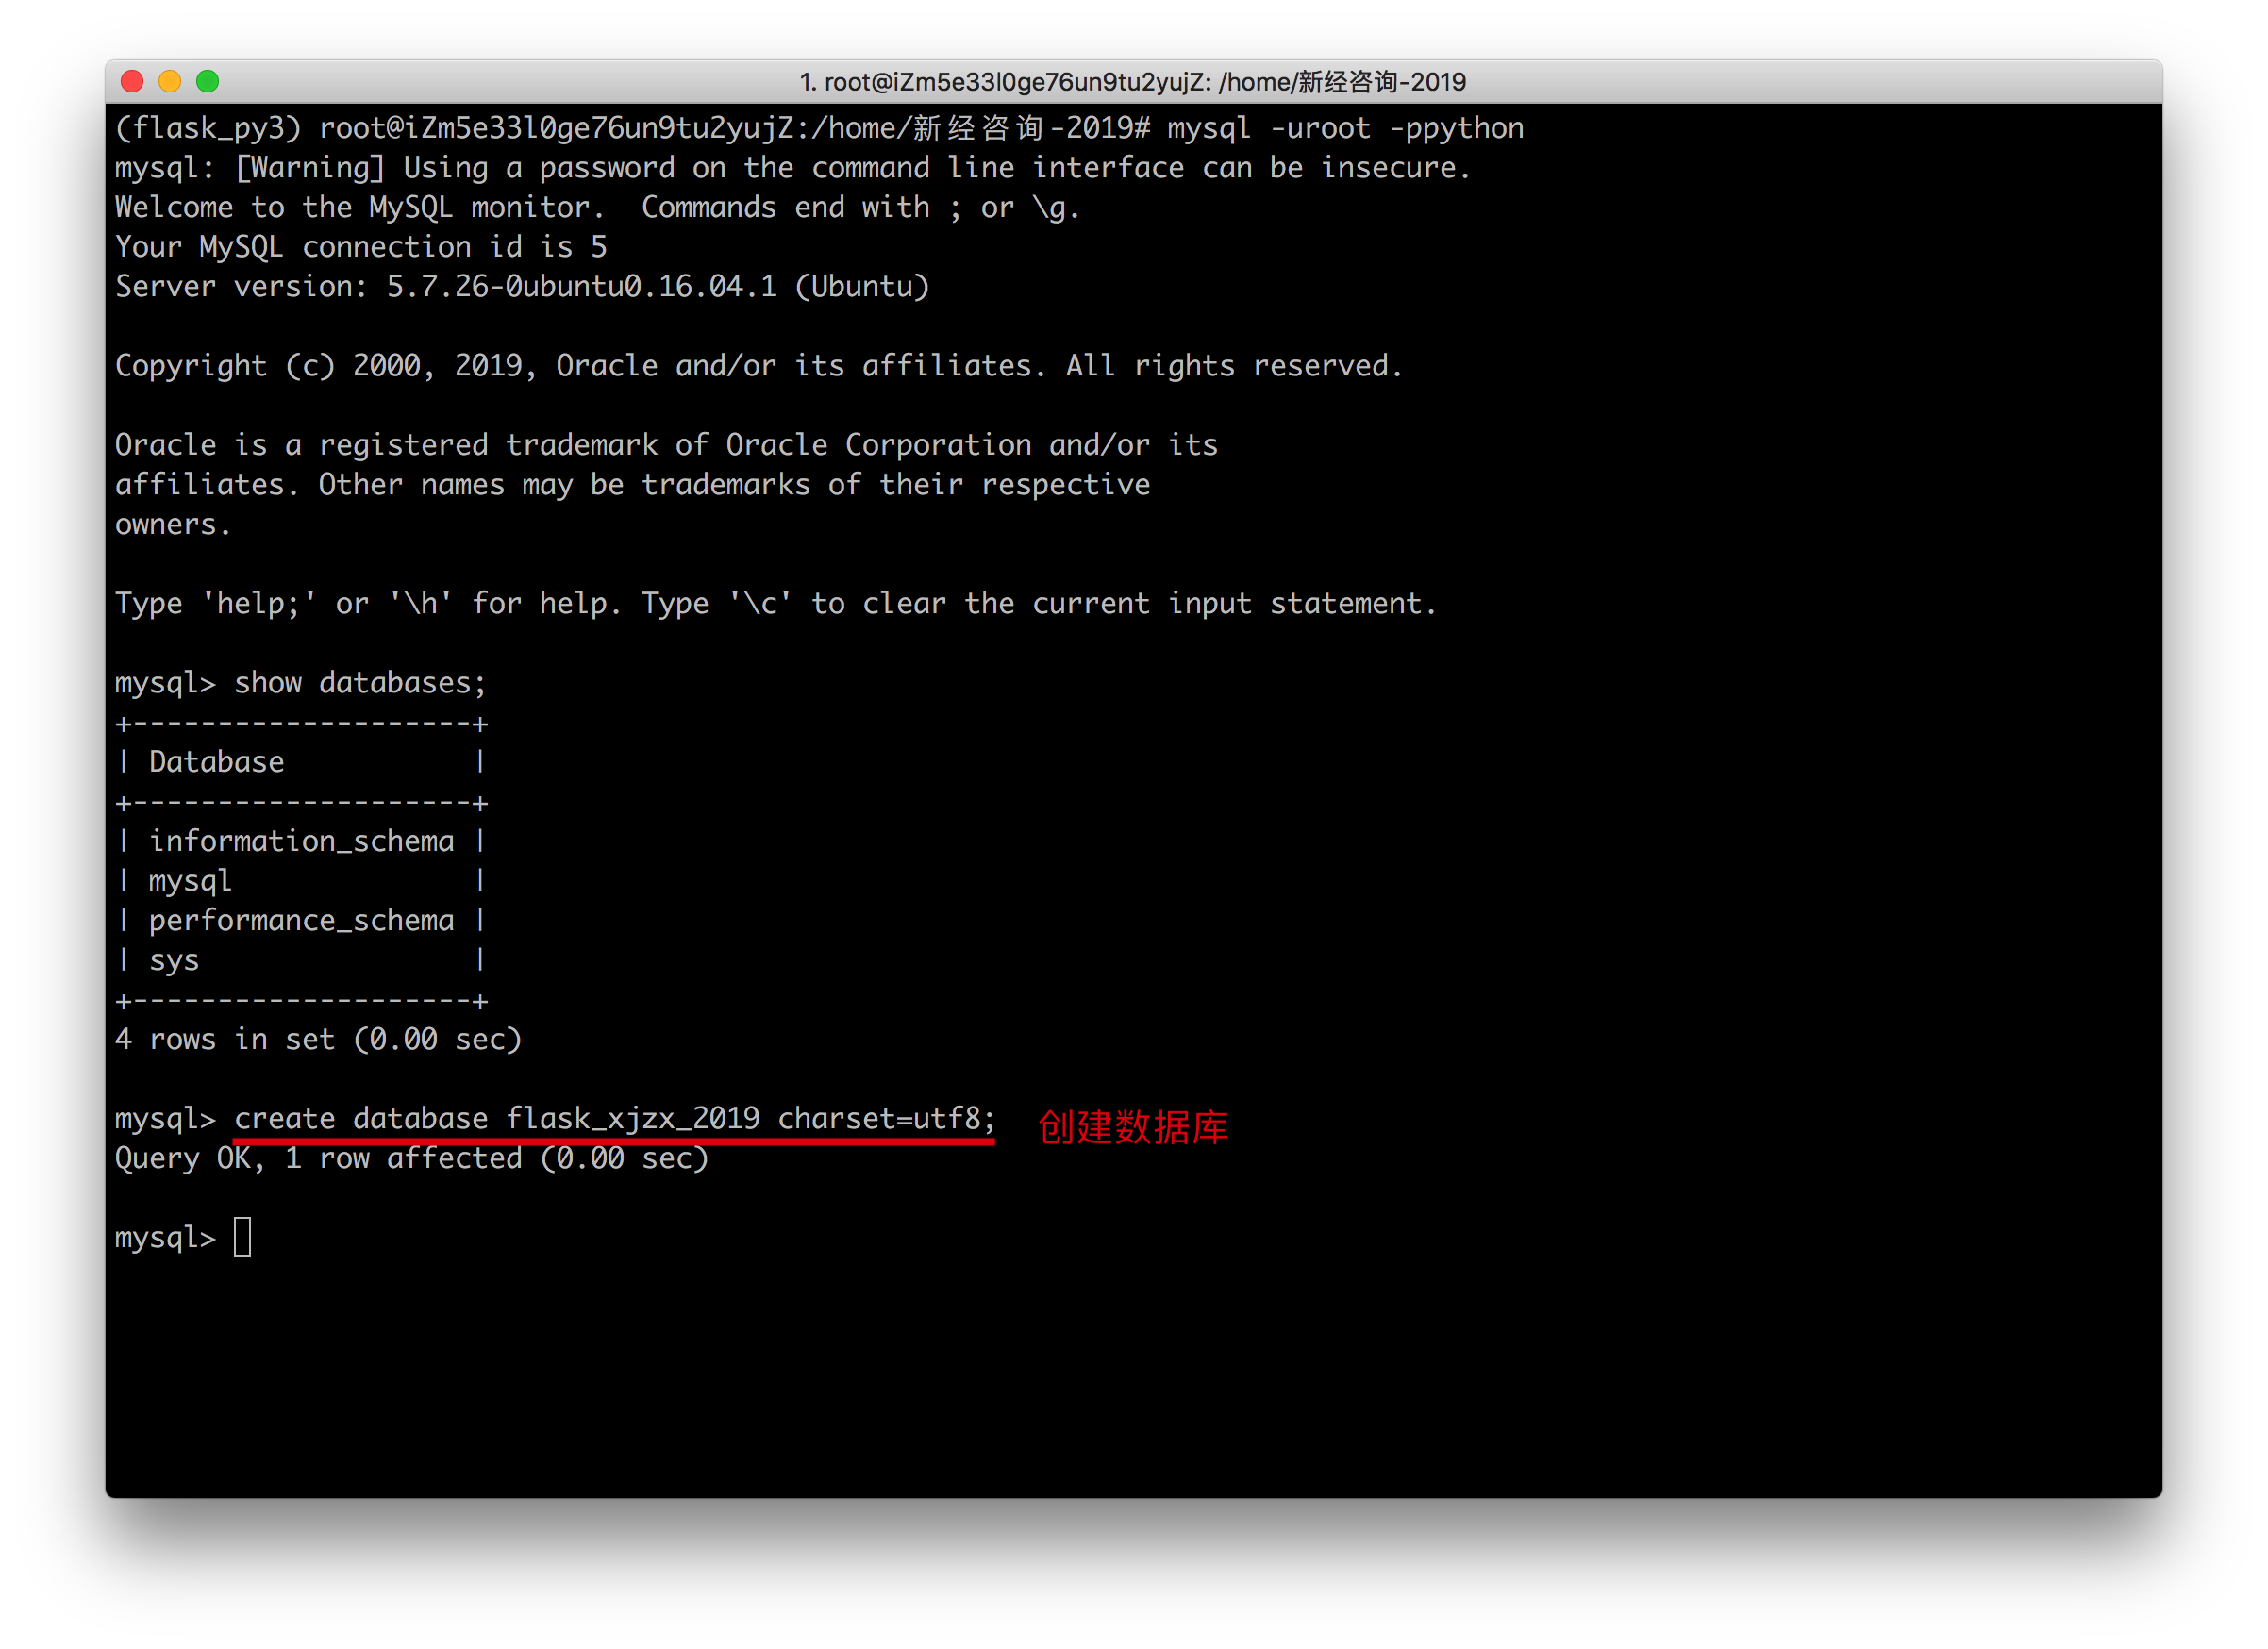 1. root@iZm5e33l0ge76un9tu2yujZ: /home/新经咨询-2019
(flask_py3) root@iZm5e33l0ge76un9tu2yujZ:/home/新经咨询-2019# mysql -uroot -ppython
mysql: [Warning] Using a password on the command line interface can be insecure.
Welcome to the MySQL monitor.  Commands end with ; or \g.
Your MySQL connection id is 5
Server version: 5.7.26-0ubuntu0.16.04.1 (Ubuntu)
Copyright (c) 2000, 2019, Oracle and/or its affiliates. All rights reserved.
Oracle is a registered trademark of Oracle Corporation and/or its
affiliates. Other names may be trademarks of their respective
owners.
Type 'help;' or '\h' for help. Type '\c' to clear the current input statement.
mysql> show databases;
+--------------------+
| Database           |
+--------------------+
| information_schema |
| mysql              |
| performance_schema |
| sys                |
+--------------------+
4 rows in set (0.00 sec)
mysql> create database flask_xjzx_2019 charset=utf8; 创建数据库
Query OK, 1 row affected (0.00 sec)
mysql>